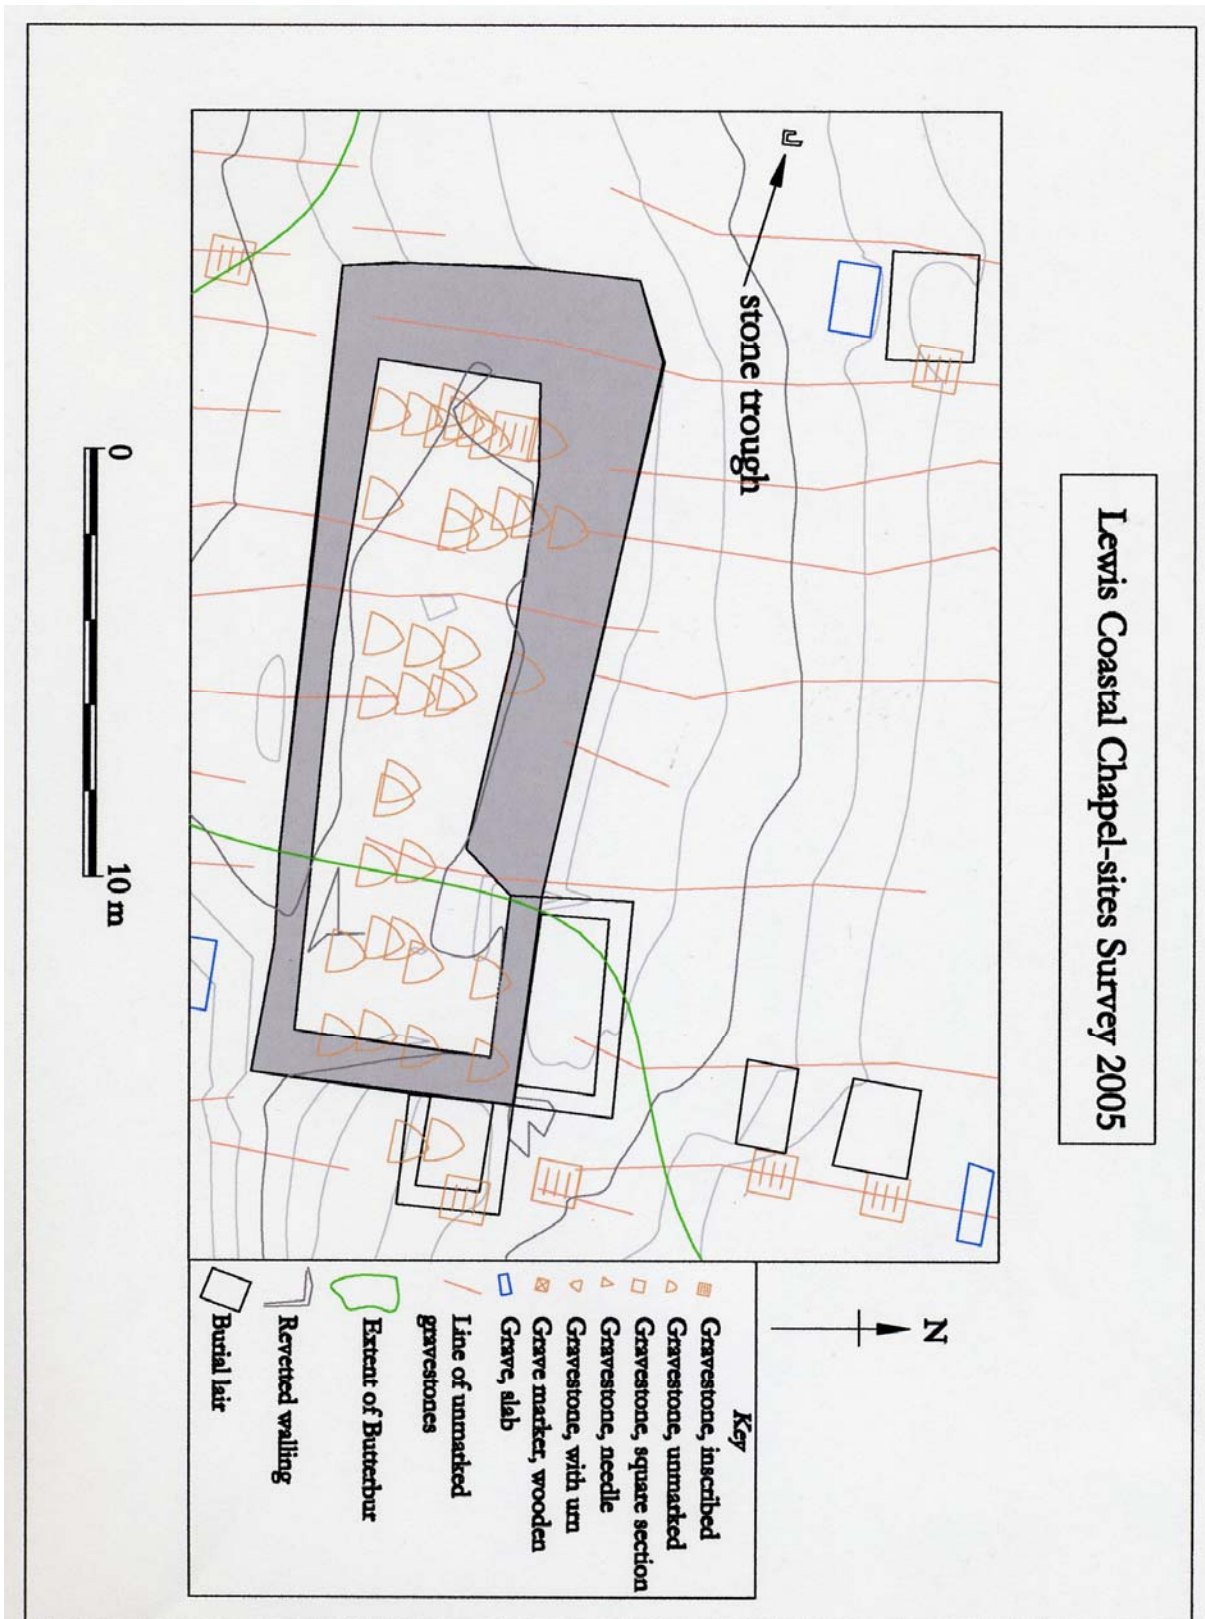 Lewis Coastal Chapel-sites Survey 2005
stone trough
0
10 m
N
Key
Gravestone, inscribed
Gravestone, unmarked
Gravestone, square section
Gravestone, needle
Gravestone, with urn
Grave marker, wooden
Grave, slab
Line of unmarked
gravestones
Extent of Butterbur
Revetted walling
Burial lair